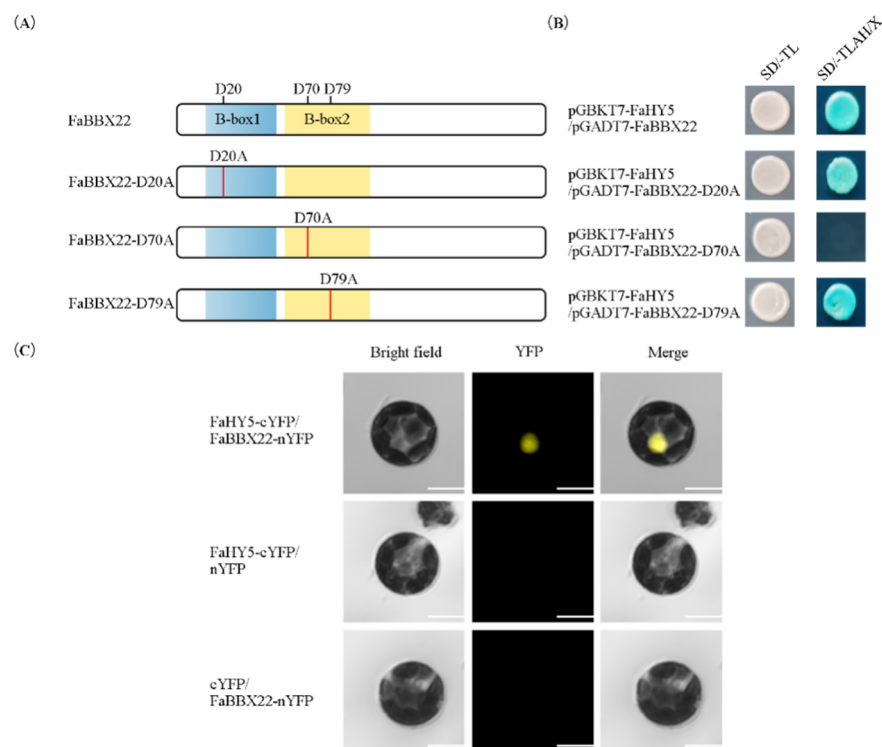 (A)
(B)
SD/-TL
SD/-TLAH/X
D20
D70
D79
FaBBX22
B-box1
B-box2
pGBKT7-FaHY5
/pGADT7-FaBBX22
D20A
FaBBX22-D20A
pGBKT7-FaHY5
/pGADT7-FaBBX22-D20A
D70A
FaBBX22-D70A
pGBKT7-FaHY5
/pGADT7-FaBBX22-D70A
D79A
FaBBX22-D79A
pGBKT7-FaHY5
/pGADT7-FaBBX22-D79A
(C)
Bright field
YFP
Merge
FaHY5-cYFP/
FaBBX22-nYFP
FaHY5-cYFP/
nYFP
cYFP/
FaBBX22-nYFP